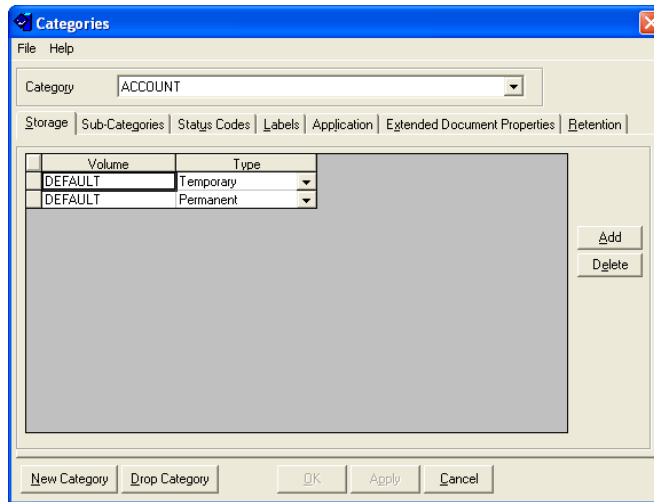 Categories
File Help
Category ACCOUNT
Storage Sub-Categories Status Codes Labels Application Extended Document Properties Retention
Volume Type
DEFAULT Temporary
DEFAULT Permanent
Add
Delete
New Category Drop Category OK Apply Cancel